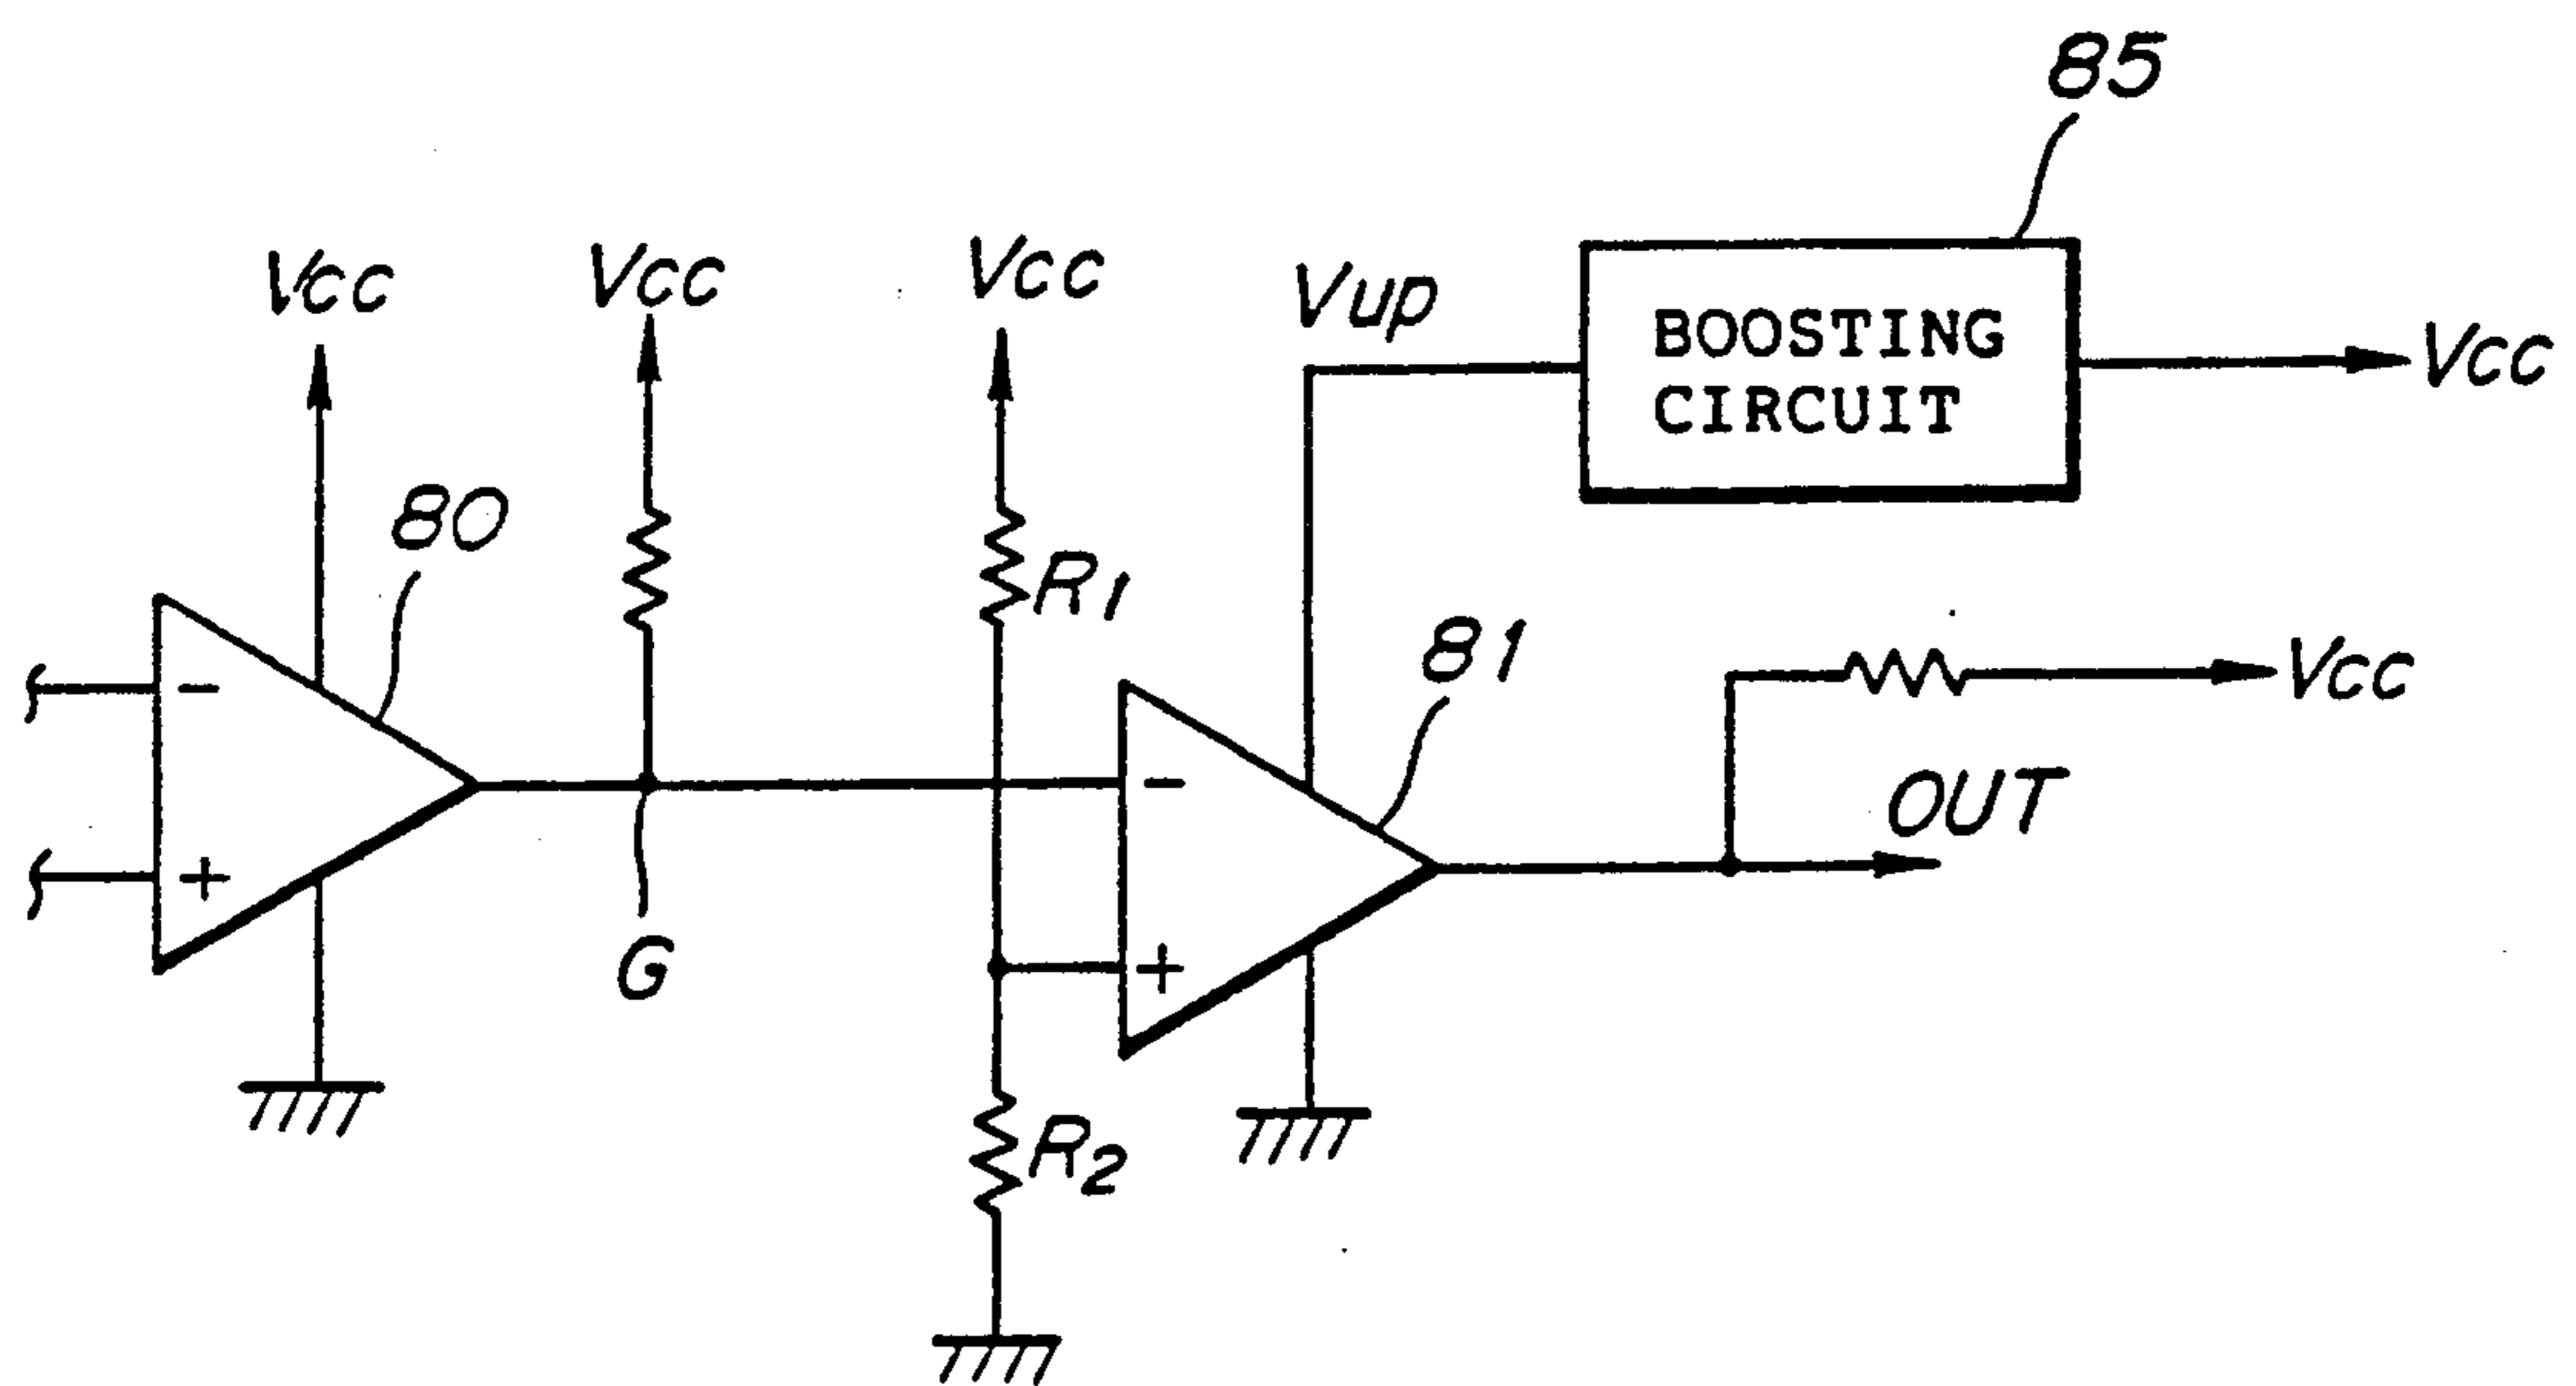 85
Vcc
Vcc
Vcc
Vup
BOOSTING
CIRCUIT
Vcc
80
R1
81
Vcc
-
+
-
+
OUT
G
R2